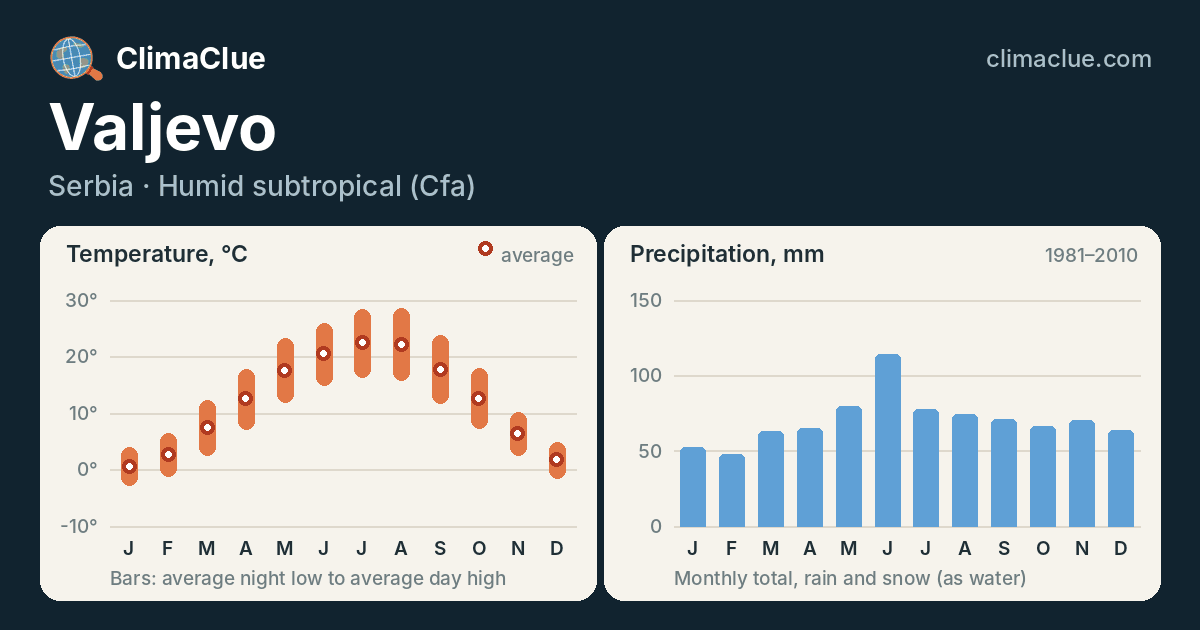 ClimaClue
climaclue.com
Valjevo
Serbia · Humid subtropical (Cfa)
Temperature, °C
average
30°
20°
10°
0°
-10°
J F M A M J J A S O N D
Bars: average night low to average day high
Precipitation, mm
1981–2010
150
100
50
0
J F M A M J J A S O N D
Monthly total, rain and snow (as water)